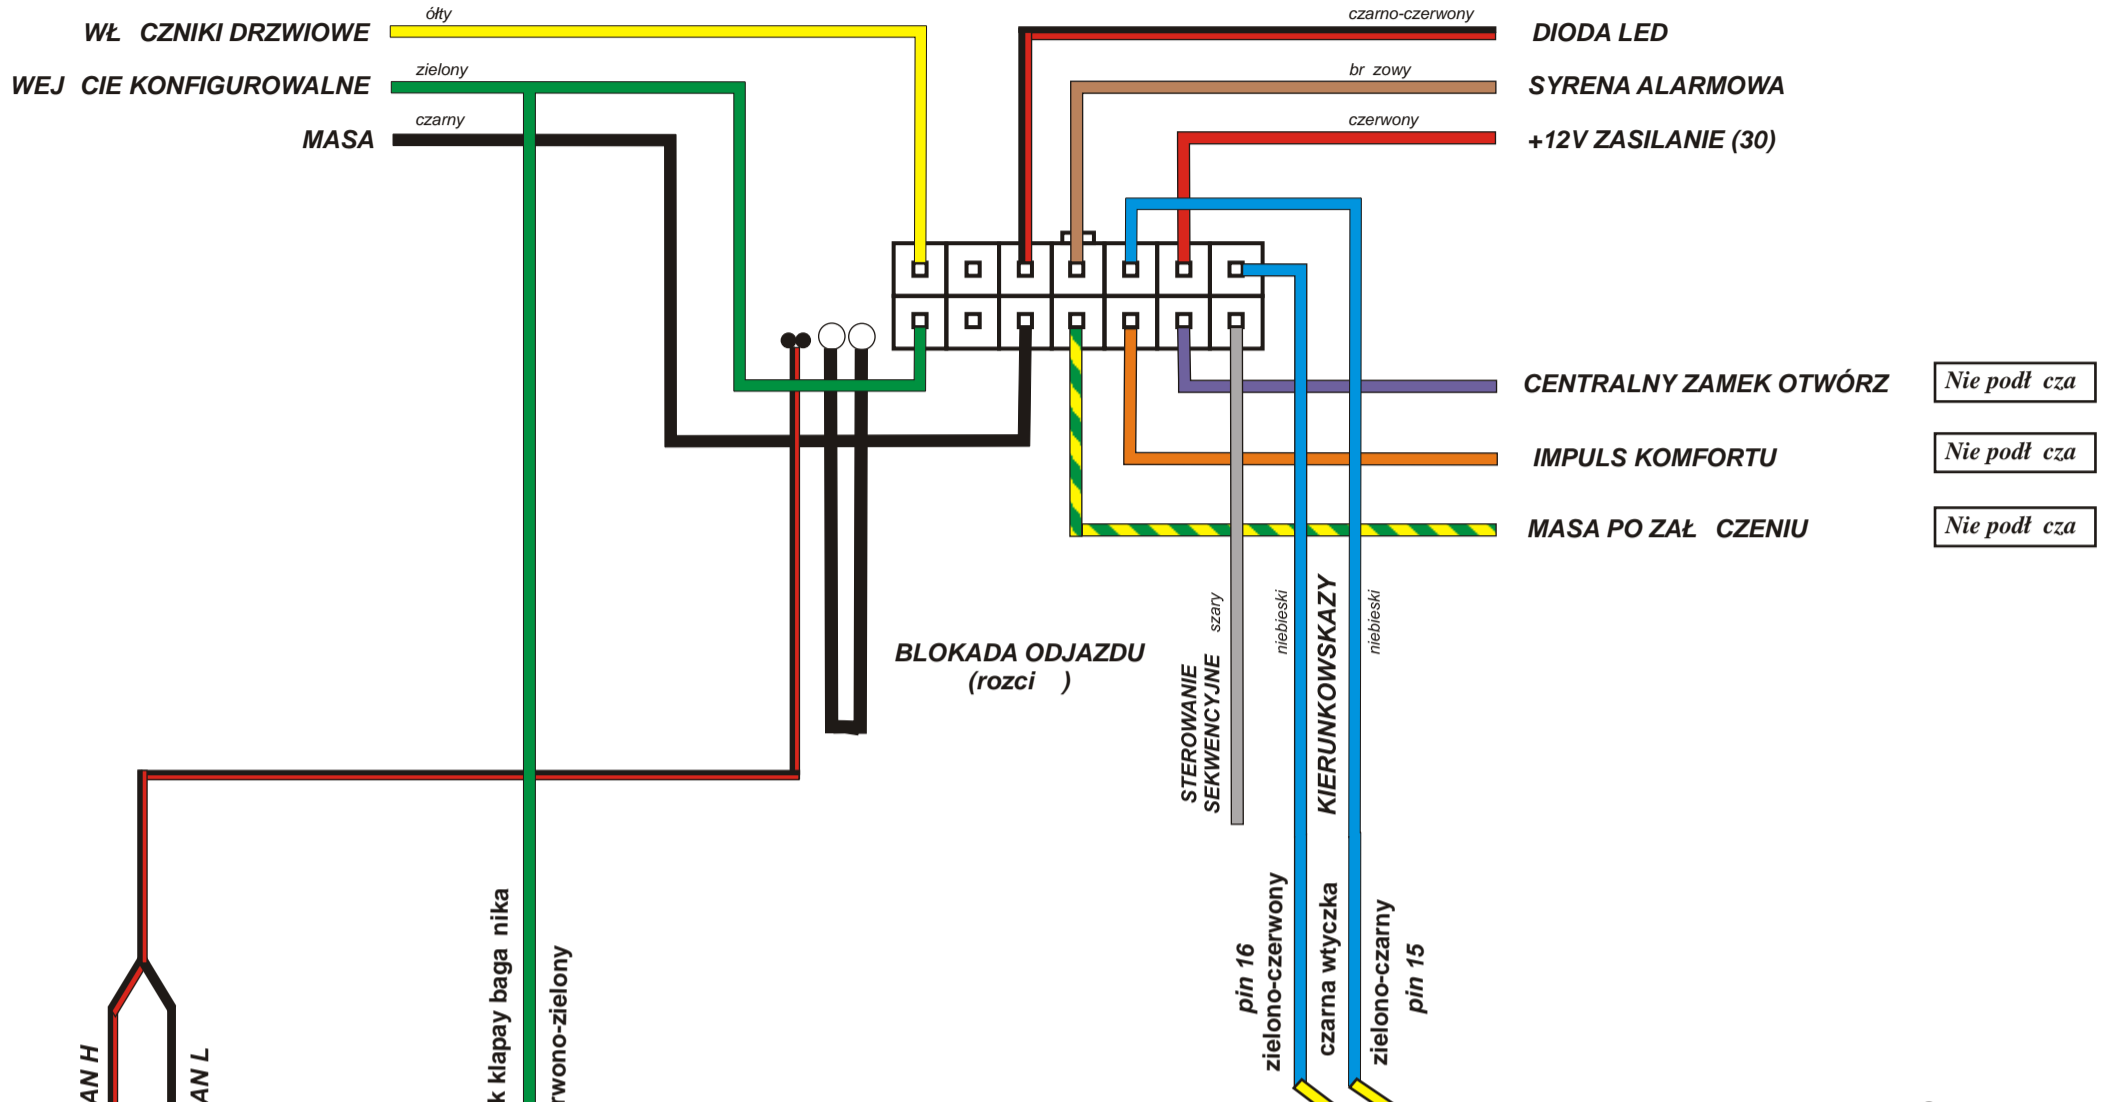 WŁ CZNIKI DRZWIOWE
ółty
WEJ CIE KONFIGUROWALNE
zielony
MASA
czarny
czarno-czerwony
DIODA LED
br zowy
SYRENA ALARMOWA
czerwony
+12V ZASILANIE (30)
CENTRALNY ZAMEK OTWÓRZ
Nie podł cza
IMPULS KOMFORTU
Nie podł cza
MASA PO ZAŁ CZENIU
Nie podł cza
BLOKADA ODJAZDU
(rozci )
STEROWANIE
SEKWENCYJNE
szary
niebieski
KIERUNKOWSKAZY
niebieski
pin 16
zielono-czerwony
czarna wtyczka
zielono-czarny
pin 15
k klapay baga nika
rwono-zielony
AN H
AN L